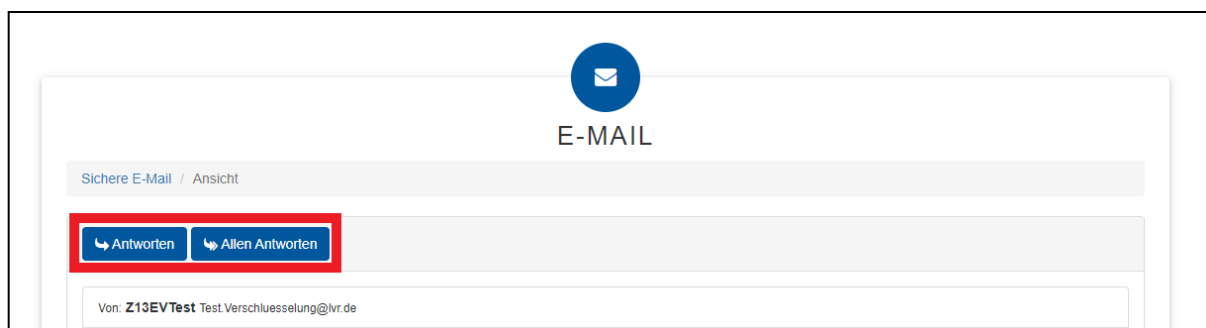 E-MAIL
Sichere E-Mail / Ansicht
Antworten Allen Antworten
Von: Z13EVTest Test.Verschluesselung@lvr.de